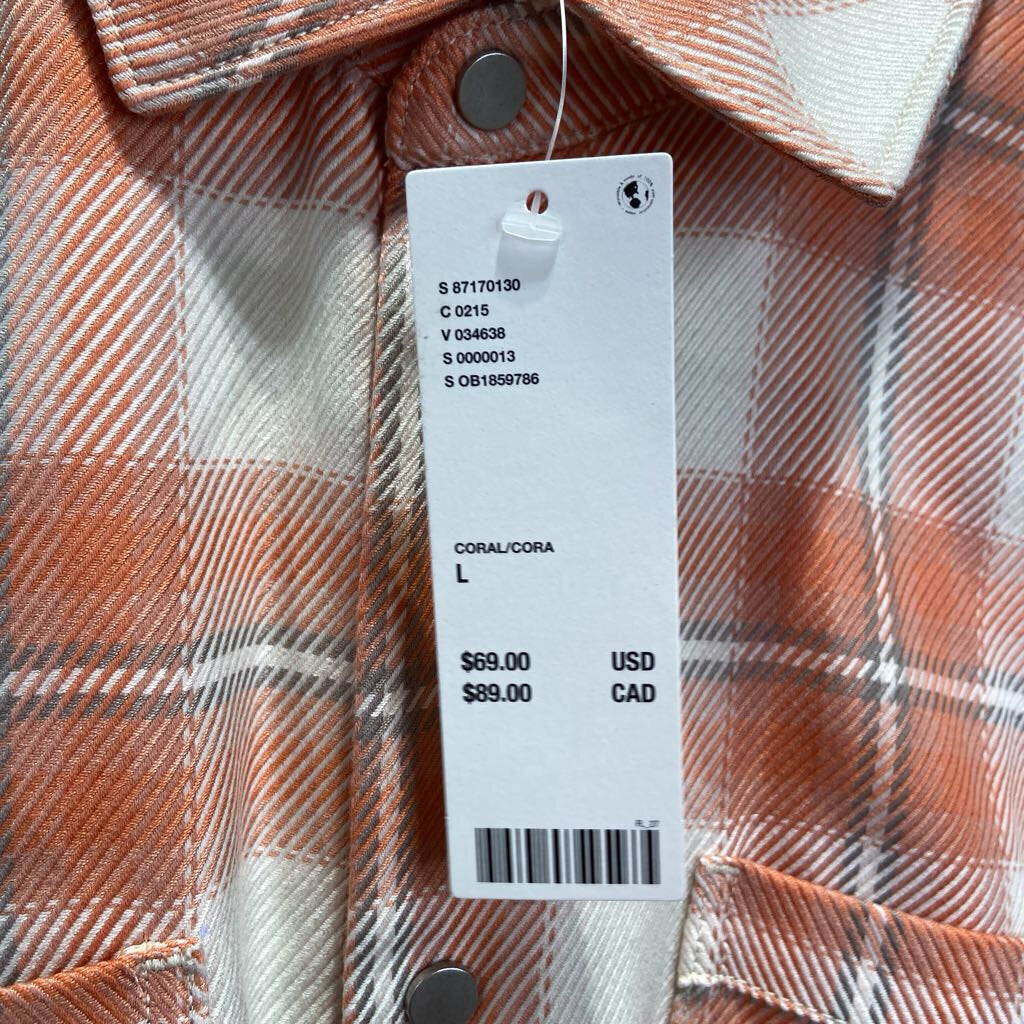 S 87170130
C 0215
V 034638
S 0000013
S OB1859786
CORAL/CORA
L
$69.00 USD
$89.00 CAD